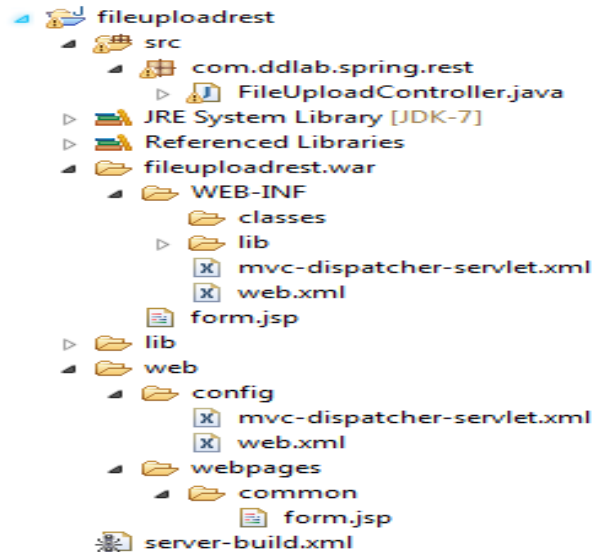 fileuploadrest
src
com.ddlab.spring.rest
FileUploadController.java
JRE System Library [JDK-7]
Referenced Libraries
fileuploadrest.war
WEB-INF
classes
lib
mvc-dispatcher-servlet.xml
web.xml
form.jsp
lib
web
config
mvc-dispatcher-servlet.xml
web.xml
webpages
common
form.jsp
server-build.xml